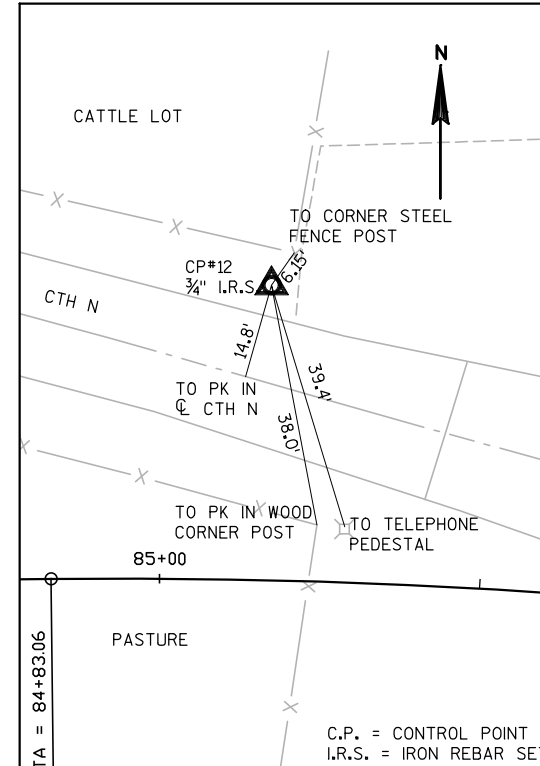 N
CATTLE LOT
TO CORNER STEEL
FENCE POST
6.15'
CP#12
¾" I.R.S.
CTH N
14.8'
39.4'
38.0'
TO PK IN
℄ CTH N
TO PK IN WOOD
CORNER POST
TO TELEPHONE
PEDESTAL
85+00
PASTURE
TA = 84+83.06
C.P. = CONTROL POINT
I.R.S. = IRON REBAR SET